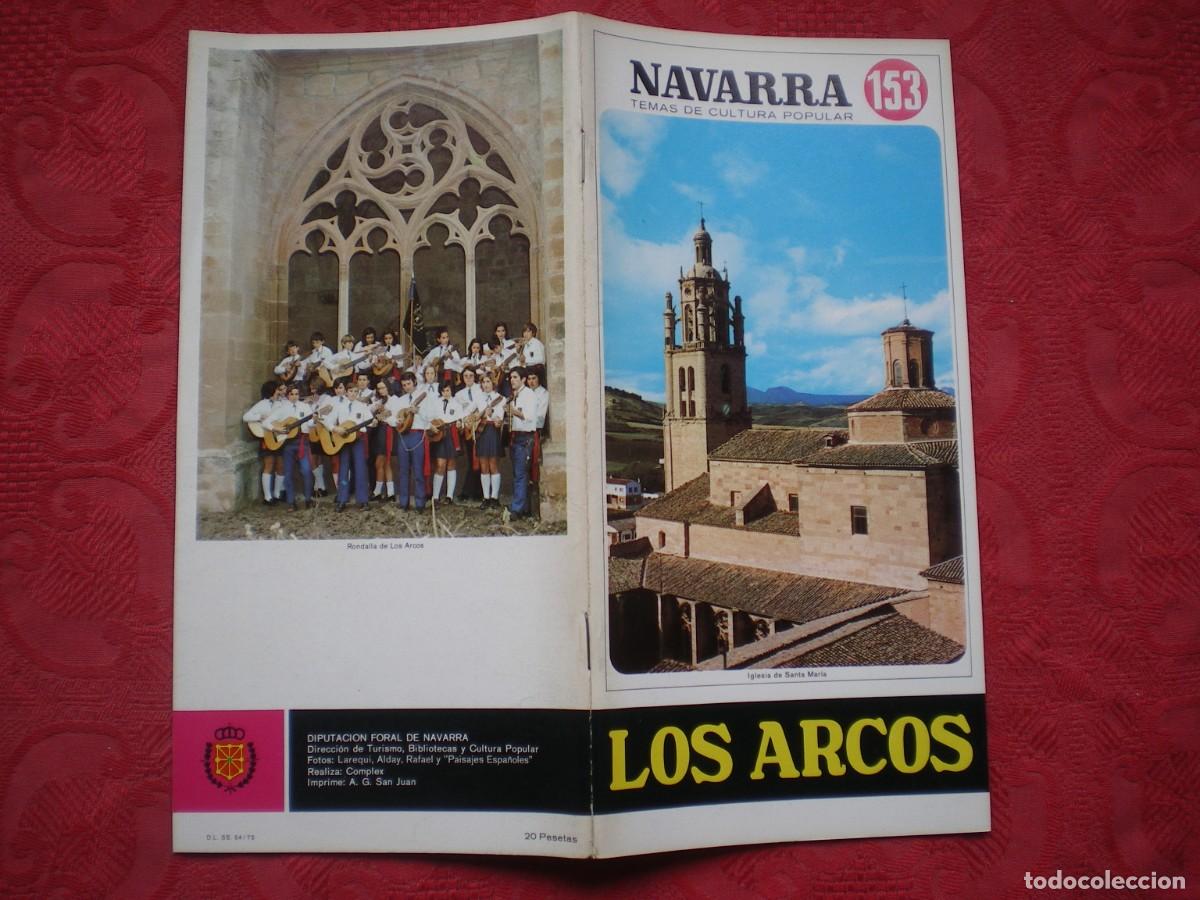 NAVARRA
153
TEMAS DE CULTURA POPULAR
Iglesia de Santa María
LOS ARCOS
Rondalla de Los Arcos
DIPUTACION FORAL DE NAVARRA
Dirección de Turismo, Bibliotecas y Cultura Popular
Fotos: Larequi, Alday, Rafael y "Paisajes Españoles"
Realiza: Complex
Imprime: A. G. San Juan
20 Pesetas
todocoleccion